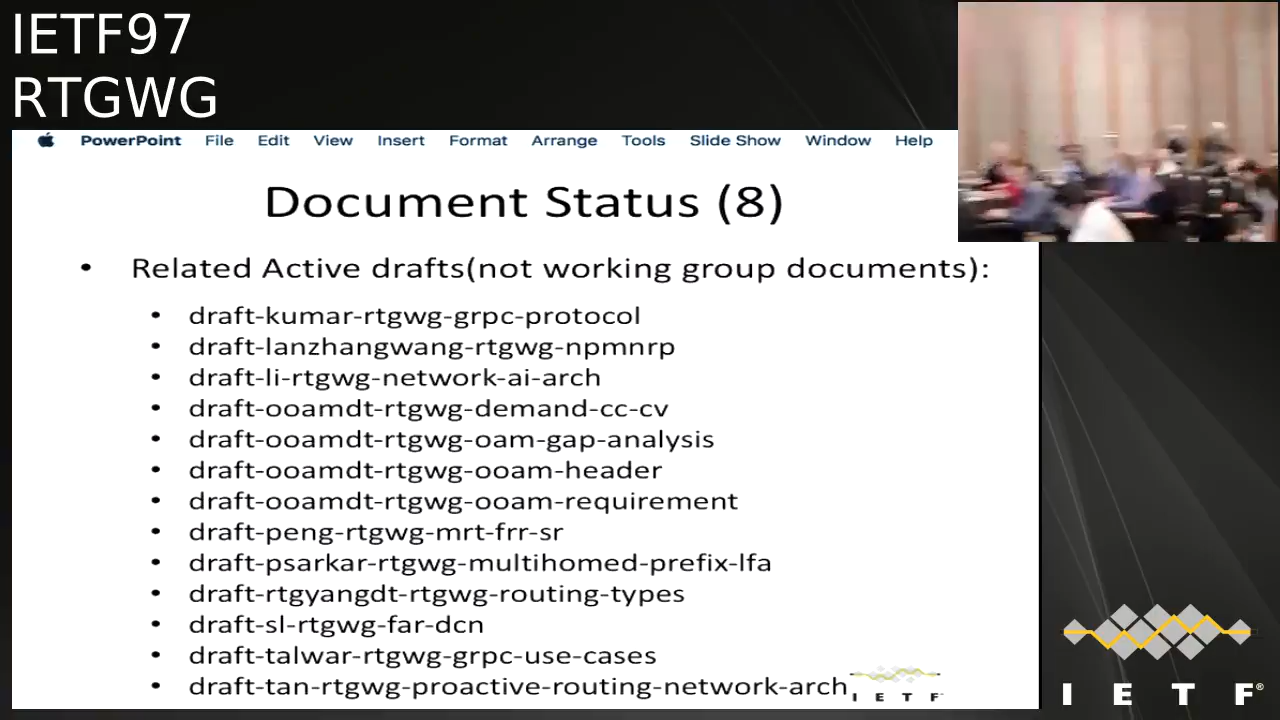 IETF97
RTGWG
PowerPoint File Edit View Insert Format Arrange Tools Slide Show Window Help
Document Status (8)
• Related Active drafts(not working group documents):
• draft-kumar-rtgwg-grpc-protocol
• draft-lanzhangwang-rtgwg-npmnrp
• draft-li-rtgwg-network-ai-arch
• draft-ooamdt-rtgwg-demand-cc-cv
• draft-ooamdt-rtgwg-oam-gap-analysis
• draft-ooamdt-rtgwg-ooam-header
• draft-ooamdt-rtgwg-ooam-requirement
• draft-peng-rtgwg-mrt-frr-sr
• draft-psarkar-rtgwg-multihomed-prefix-lfa
• draft-rtgyangdt-rtgwg-routing-types
• draft-sl-rtgwg-far-dcn
• draft-talwar-rtgwg-grpc-use-cases
• draft-tan-rtgwg-proactive-routing-network-arch
I E T F
I E T F®